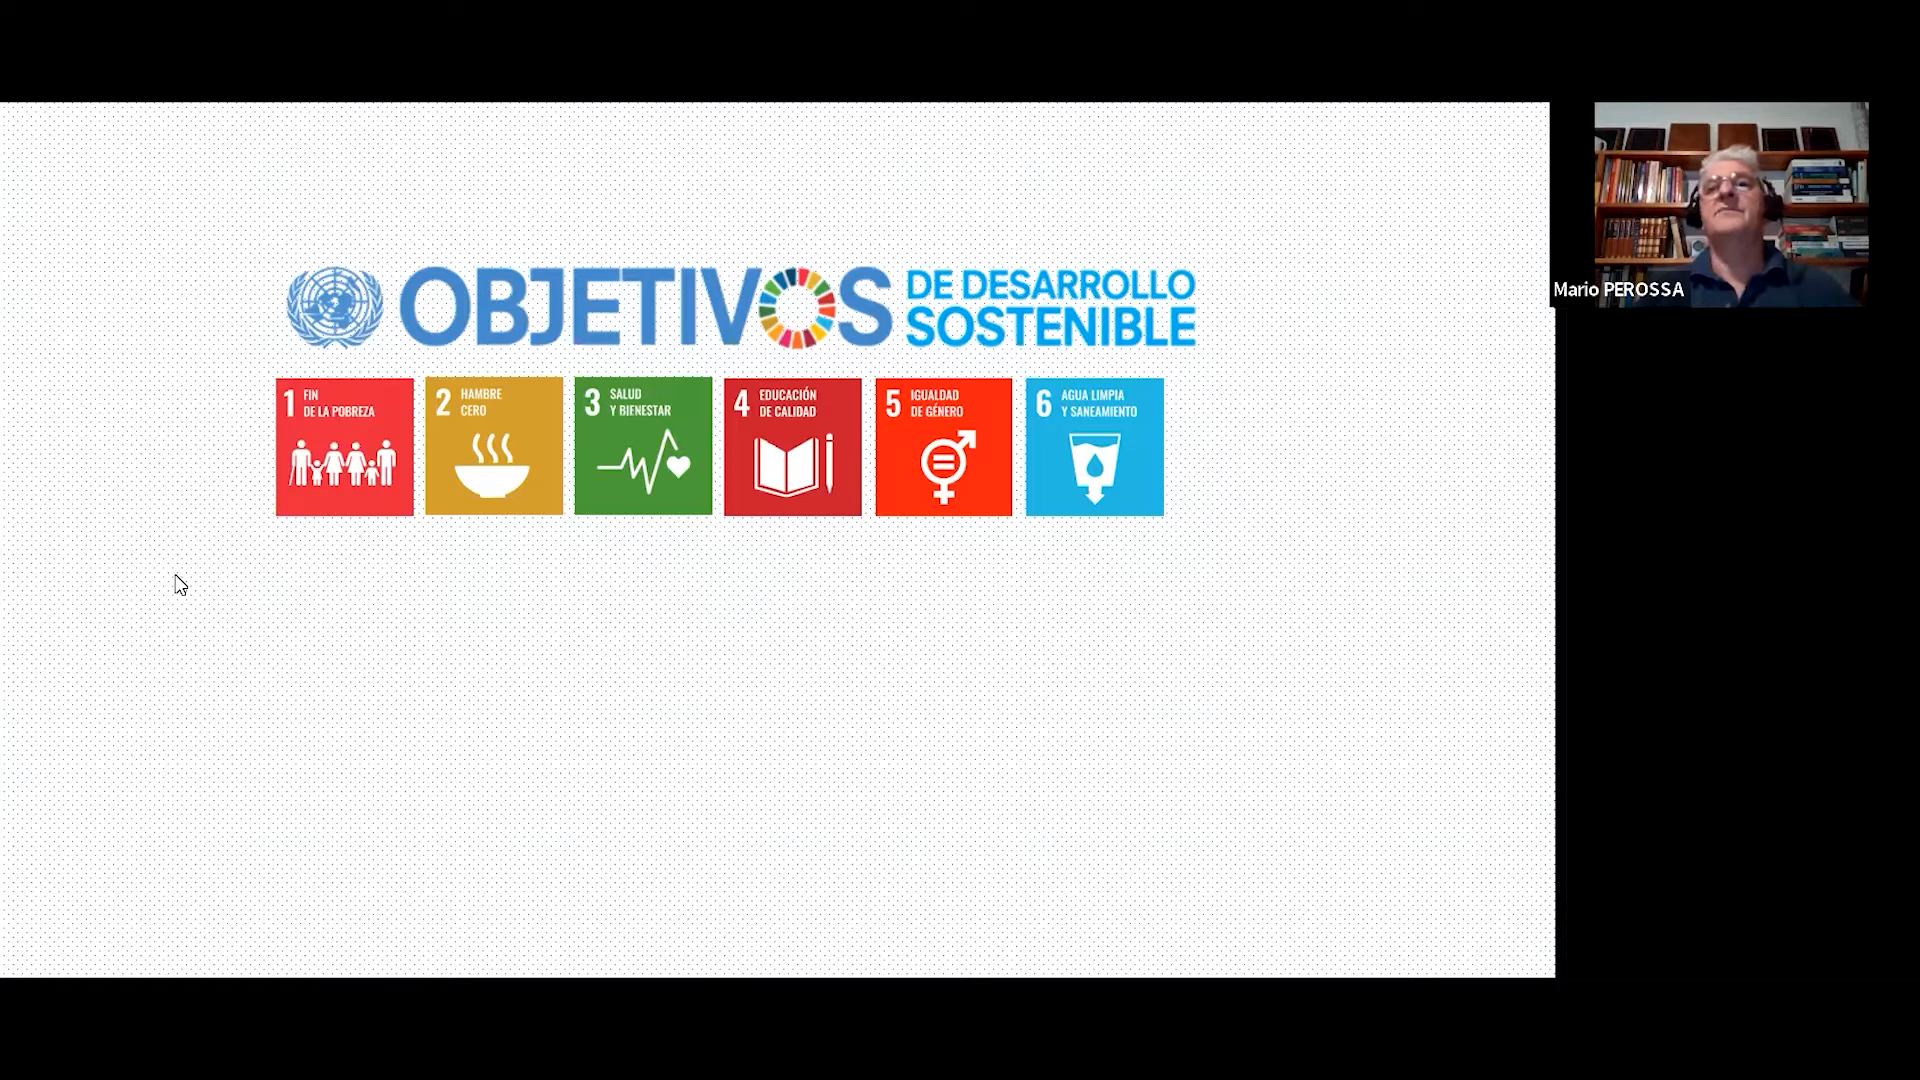 OBJETIVOS
DE DESARROLLO
SOSTENIBLE
1 FIN
DE LA POBREZA
2 HAMBRE
CERO
3 SALUD
Y BIENESTAR
4 EDUCACIÓN
DE CALIDAD
5 IGUALDAD
DE GÉNERO
6 AGUA LIMPIA
Y SANEAMIENTO
Mario PEROSSA